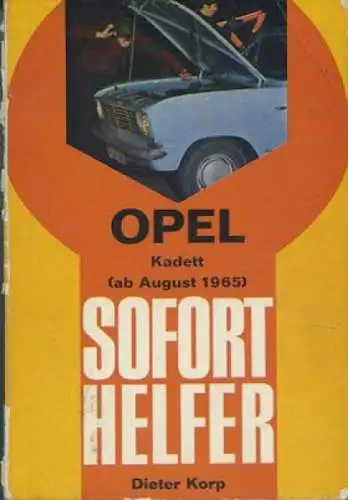 OPEL
Kadett
(ab August 1965)
SOFORT
HELFER
Dieter Korp